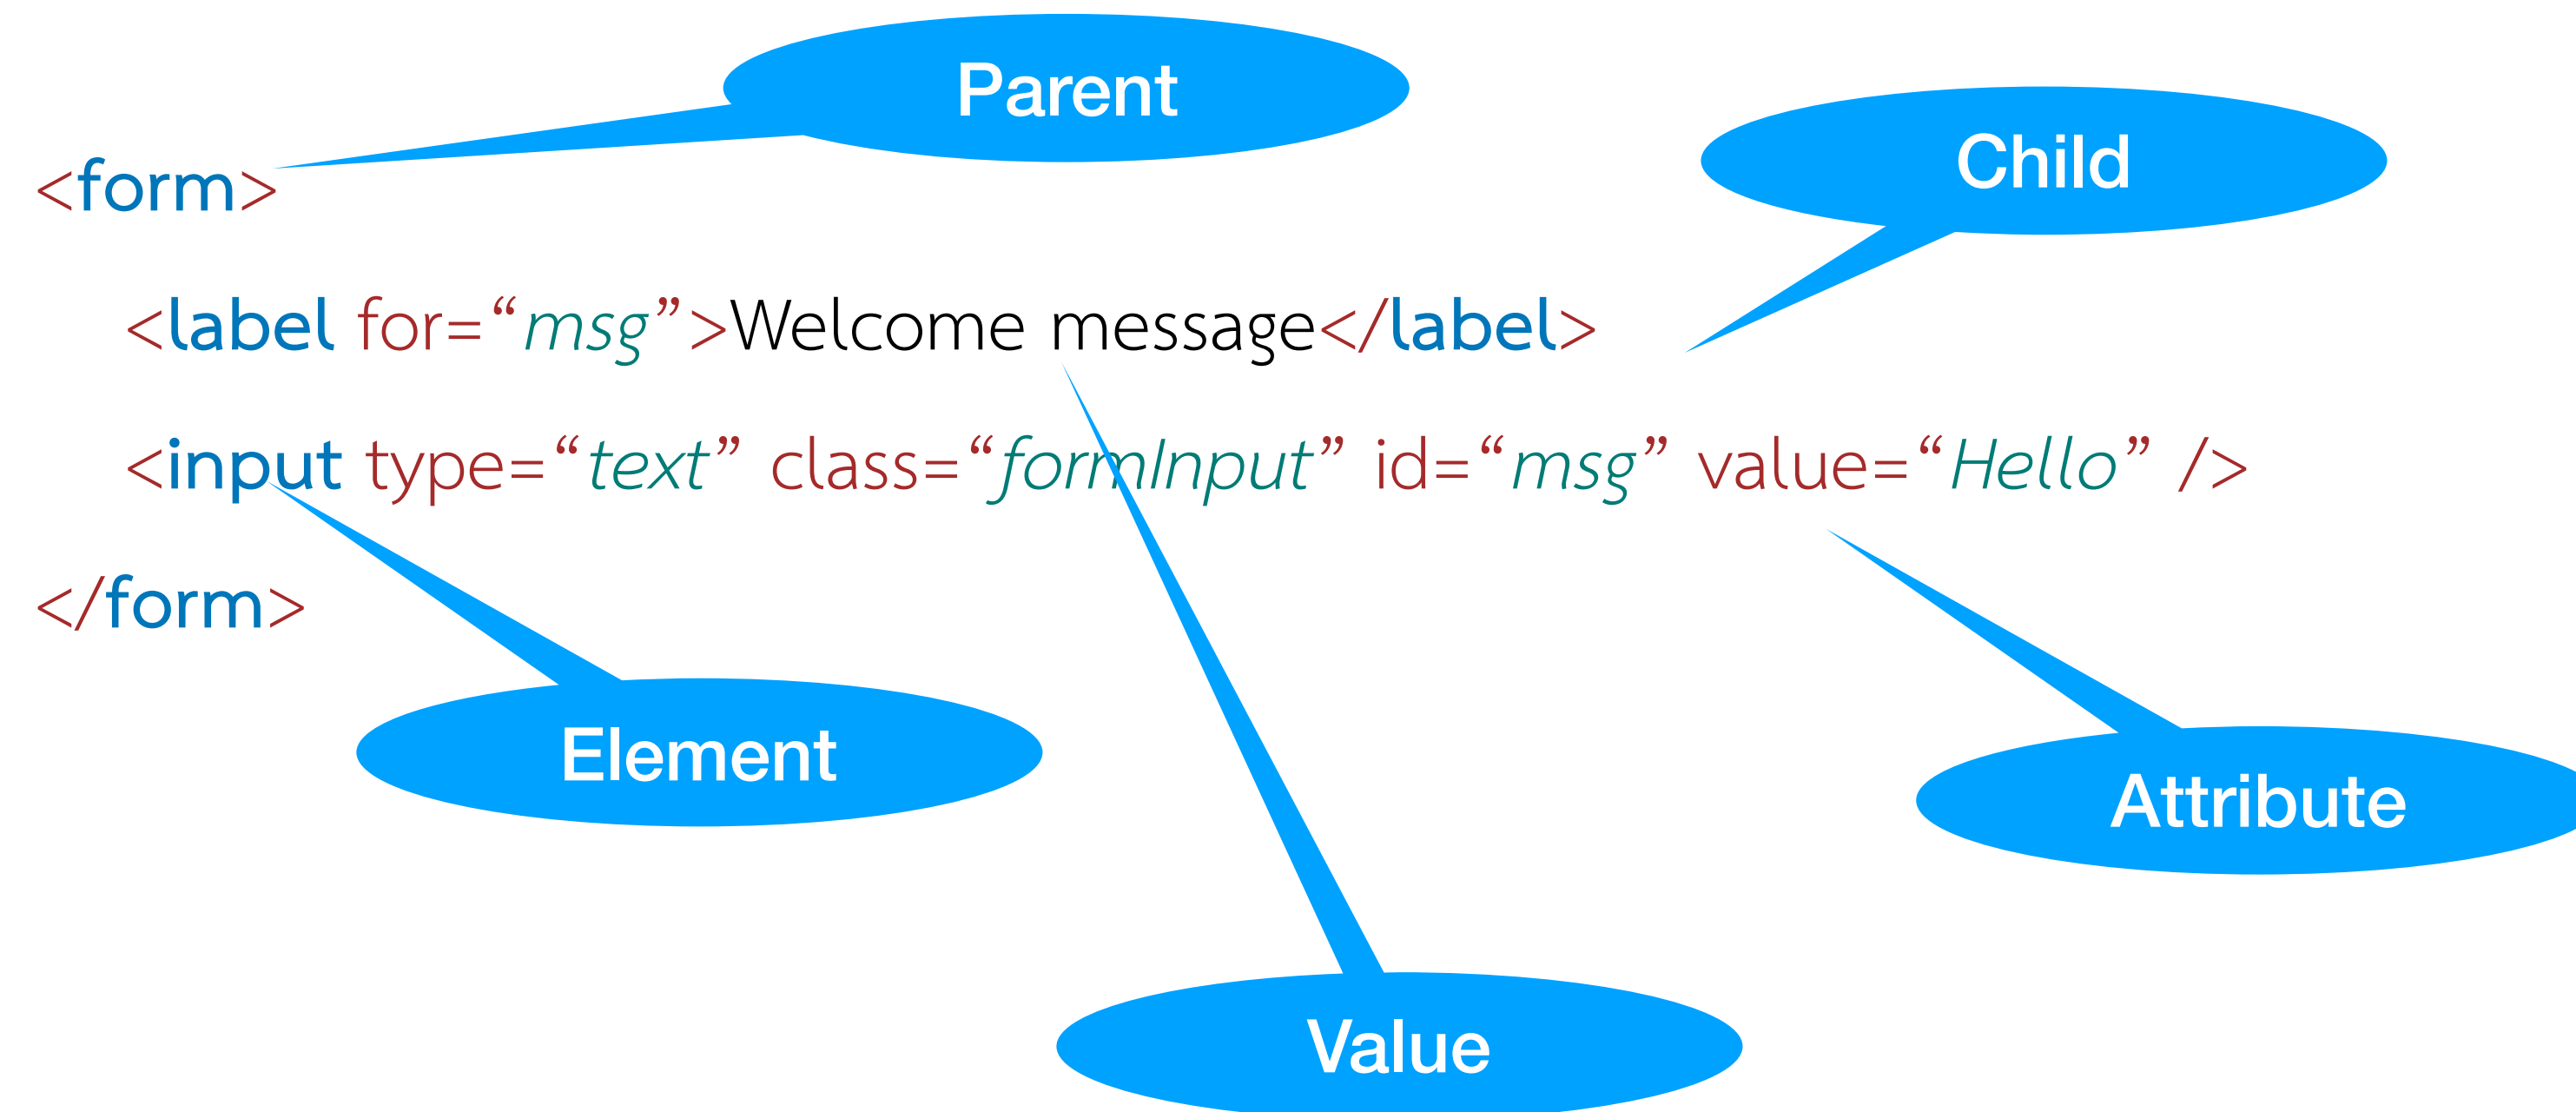 Parent
Child
<form>
<label for=“msg”>Welcome message</label>
<input type=“text” class=“formInput” id=“msg” value=“Hello” />
</form>
Element
Attribute
Value